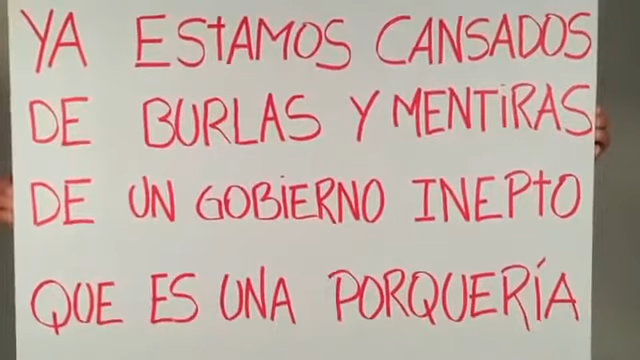 YA ESTAMOS CANSADOS
DE BURLAS Y MENTIRAS
DE UN GOBIERNO INEPTO
QUE ES UNA PORQUERÍA